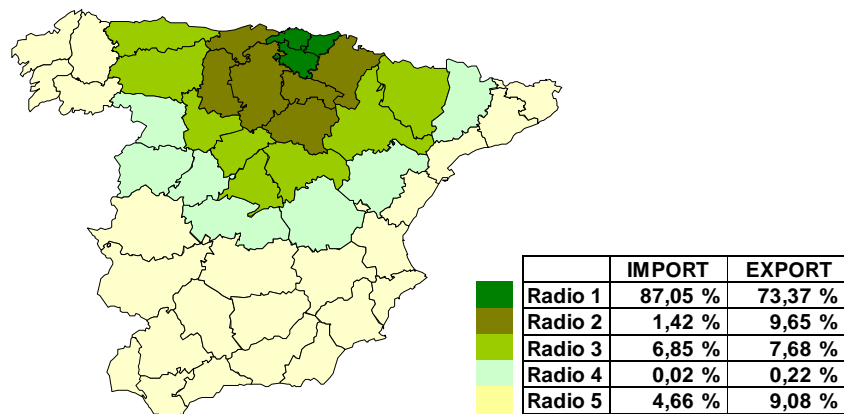 IMPORT EXPORT
Radio 1 87,05 % 73,37 %
Radio 2 1,42 % 9,65 %
Radio 3 6,85 % 7,68 %
Radio 4 0,02 % 0,22 %
Radio 5 4,66 % 9,08 %